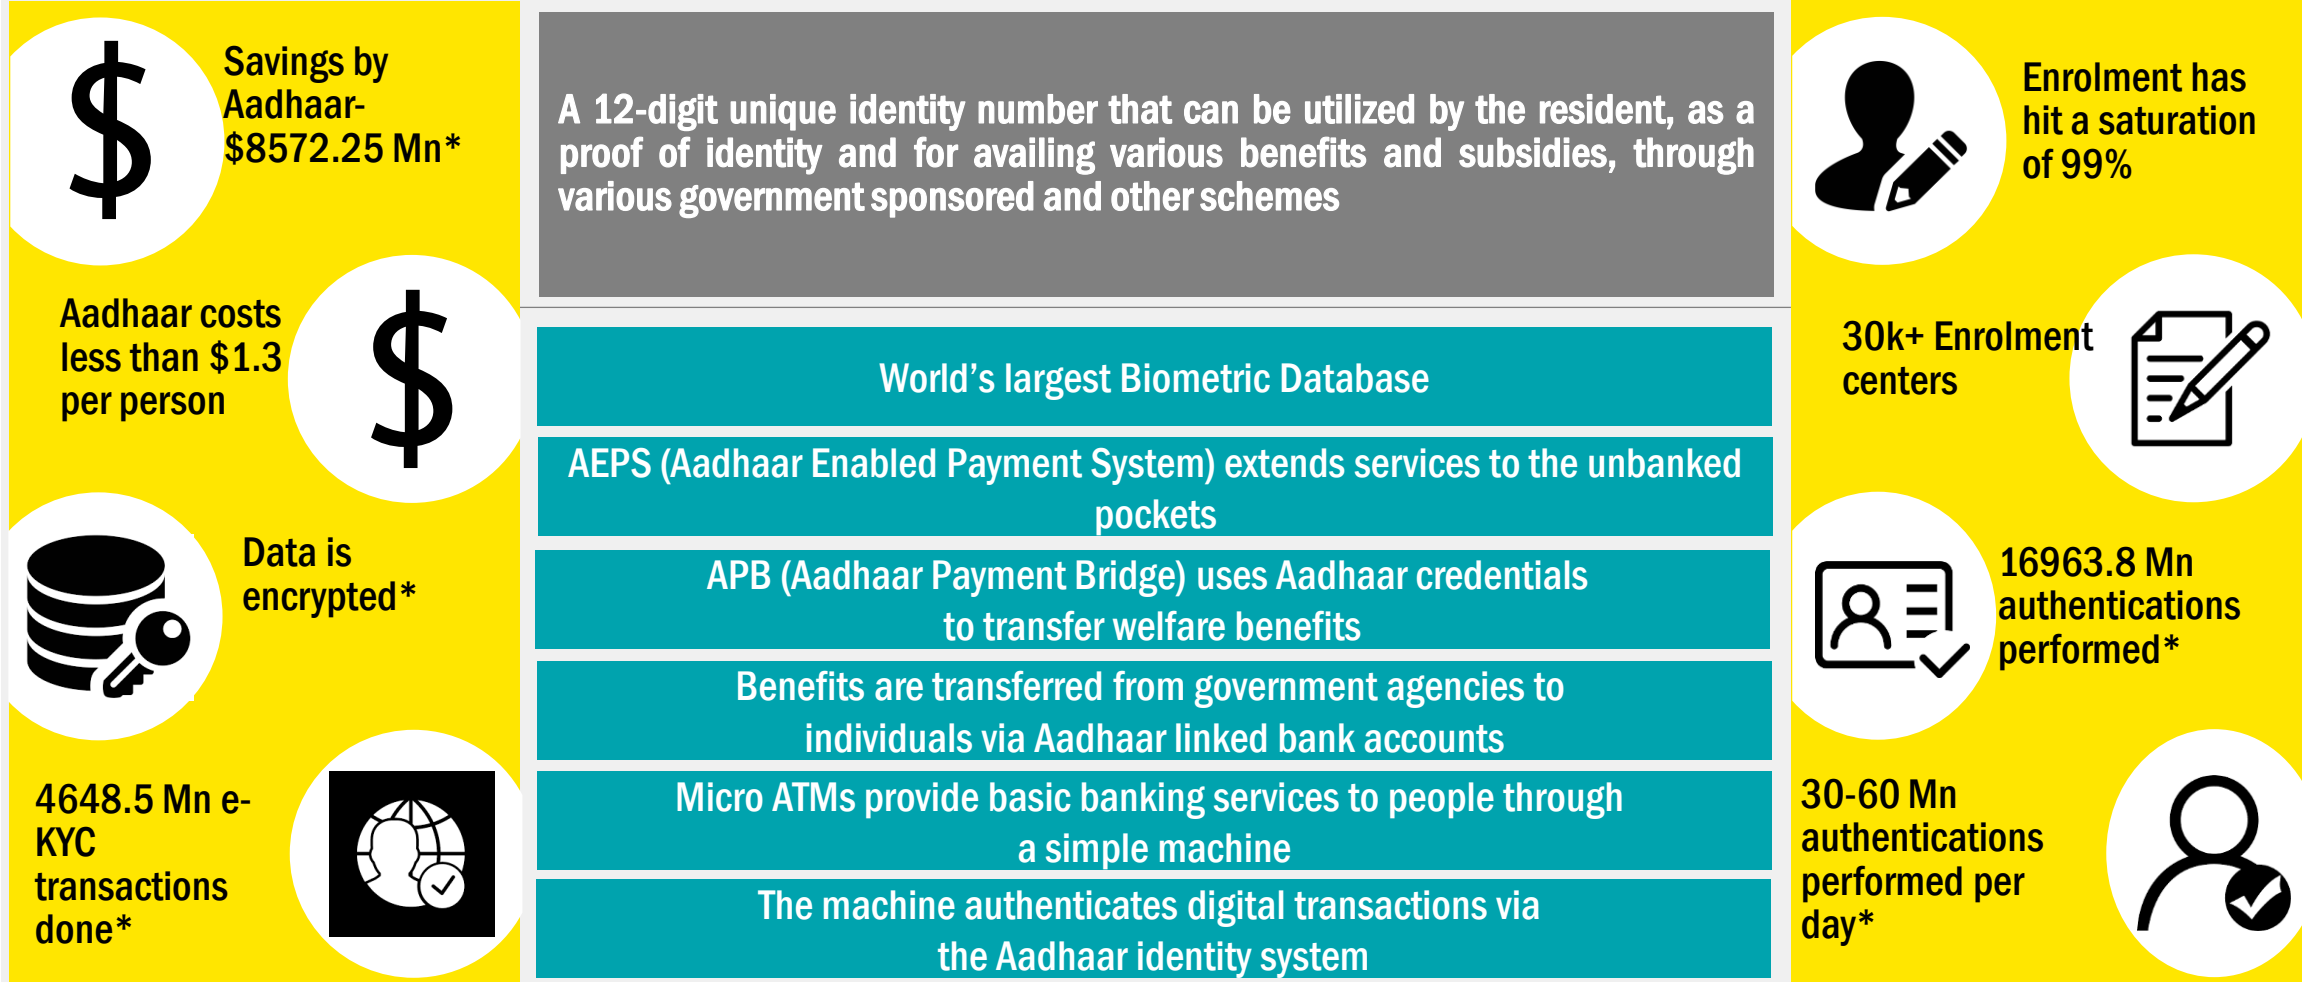 Savings by
Aadhaar-
$8572.25 Mn*
Aadhaar costs
less than $1.3
per person
Data is
encrypted*
4648.5 Mn e-
KYC
transactions
done*
A 12-digit unique identity number that can be utilized by the resident, as a
proof of identity and for availing various benefits and subsidies, through
various government sponsored and other schemes
World's largest Biometric Database
AEPS (Aadhaar Enabled Payment System) extends services to the unbanked
pockets
APB (Aadhaar Payment Bridge) uses Aadhaar credentials
to transfer welfare benefits
Benefits are transferred from government agencies to
individuals via Aadhaar linked bank accounts
Micro ATMs provide basic banking services to people through
a simple machine
The machine authenticates digital transactions via
the Aadhaar identity system
Enrolment has
hit a saturation
of 99%
30k+ Enrolment
centers
16963.8 Mn
authentications
performed*
30-60 Mn
authentications
performed per
day*